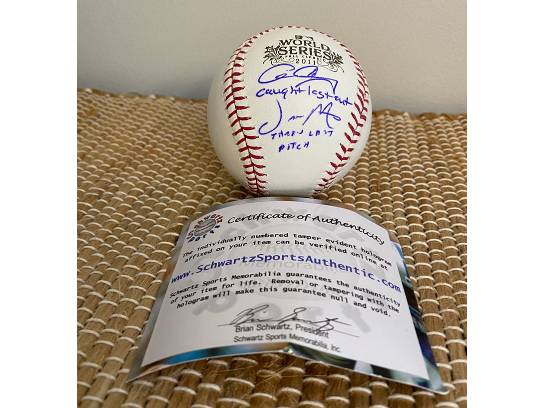 WORLD
SERIES
2011
caught last out
THREW LAST
PITCH
Certificate of Authenticity
The individually numbered tamper evident hologram
affixed on your item can be verified online at
www.SchwartzSportsAuthentic.com
Schwartz Sports Memorabilia guarantees the authenticity
of your item for life. Removal or tampering with the
hologram will make this guarantee null and void.
Brian Schwartz, President
Schwartz Sports Memorabilia, Inc.